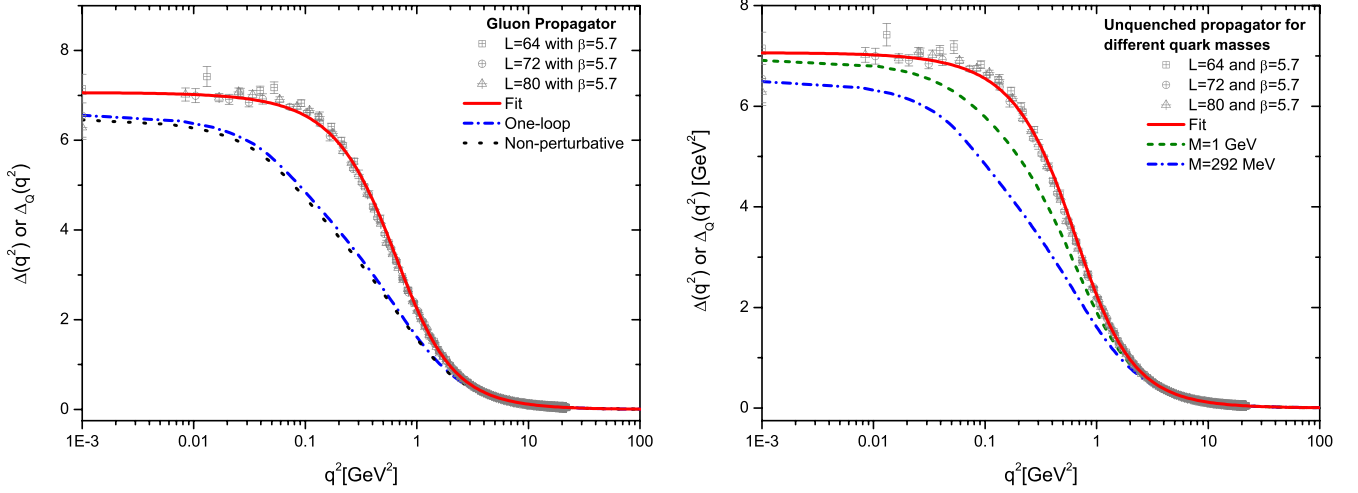 Gluon Propagator
L=64 with β=5.7
L=72 with β=5.7
L=80 with β=5.7
Fit
One-loop
Non-perturbative
8
6
4
2
0
Δ(q²) or Δ_Q(q²)
1E-3 0.01 0.1 1 10 100
q²[GeV²]
Unquenched propagator for
different quark masses
L=64 and β=5.7
L=72 and β=5.7
L=80 and β=5.7
Fit
M=1 GeV
M=292 MeV
8
6
4
2
0
Δ(q²) or Δ_Q(q²) [GeV²]
1E-3 0.01 0.1 1 10 100
q²[GeV²]